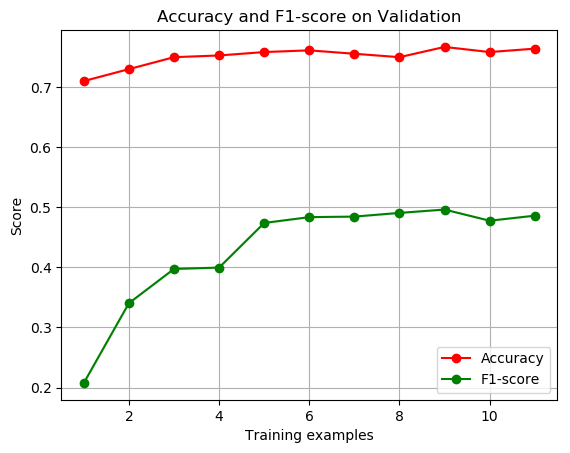 Accuracy and F1-score on Validation
0.7
0.6
0.5
0.4
0.3
0.2
Score
2
4
6
8
10
Training examples
Accuracy
F1-score